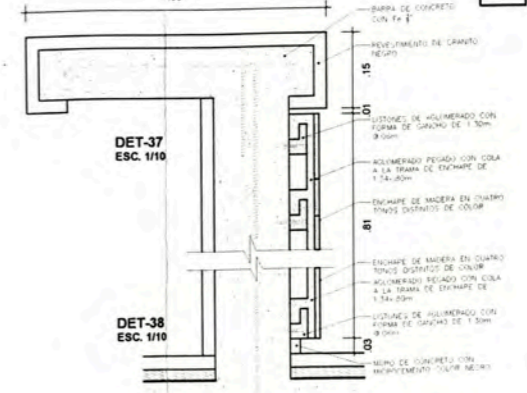 BARRA DE CONCRETO
CON Fe
REVESTIMIENTO DE GRANITO
NEGRO
.15
.01
DET-37
ESC. 1/10
LISTONES DE AGLOMERADO CON
FORMA DE GANCHO DE 1.30m
AGLOMERADO PEGADO CON COLA
A LA TRAMA DE ENCHAPE DE
ENCHAPE DE MADERA EN CUATRO
TONOS DISTINTOS DE COLOR
.81
ENCHAPE DE MADERA EN CUATRO
TONOS DISTINTOS DE COLOR
AGLOMERADO PEGADO CON COLA
A LA TRAMA DE ENCHAPE DE
DET-38
ESC. 1/10
LISTONES DE AGLOMERADO CON
FORMA DE GANCHO DE 1.30m
.03
MURO DE CONCRETO CON
MICROCEMENTO COLOR NEGRO